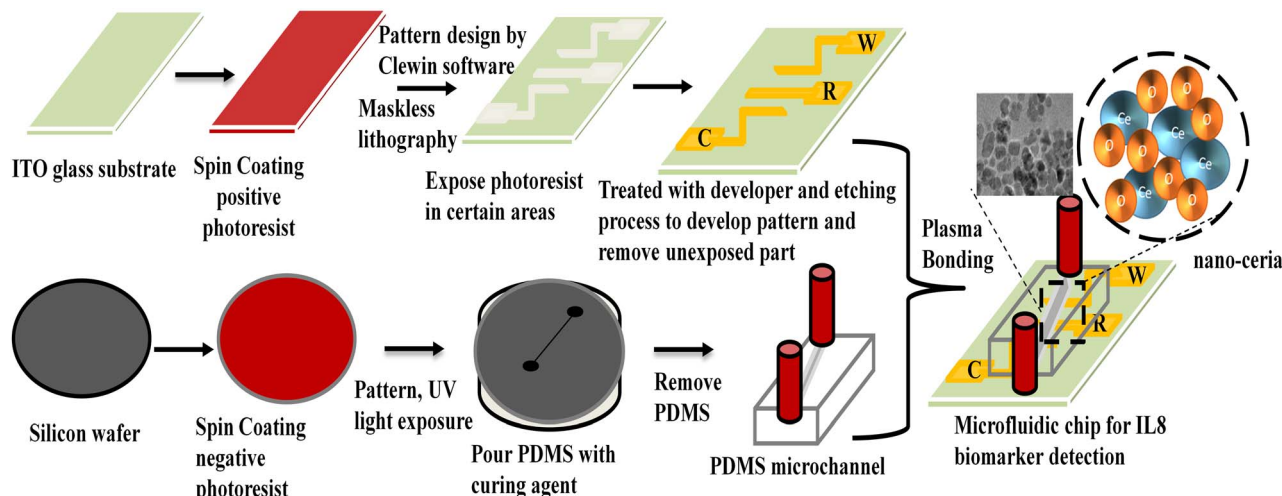 ITO glass substrate
Spin Coating
positive
photoresist
Pattern design by
Clewin software
Maskless
lithography
Expose photoresist
in certain areas
W
R
C
Treated with developer and etching
process to develop pattern and
remove unexposed part
Silicon wafer
Spin Coating
negative
photoresist
Pattern, UV
light exposure
Pour PDMS with
curing agent
Remove
PDMS
PDMS microchannel
Plasma
Bonding
O
O
Ce
O
O
Ce
O
O
Ce
O
Ce
O
O
O
nano-ceria
W
R
C
Microfluidic chip for IL8
biomarker detection